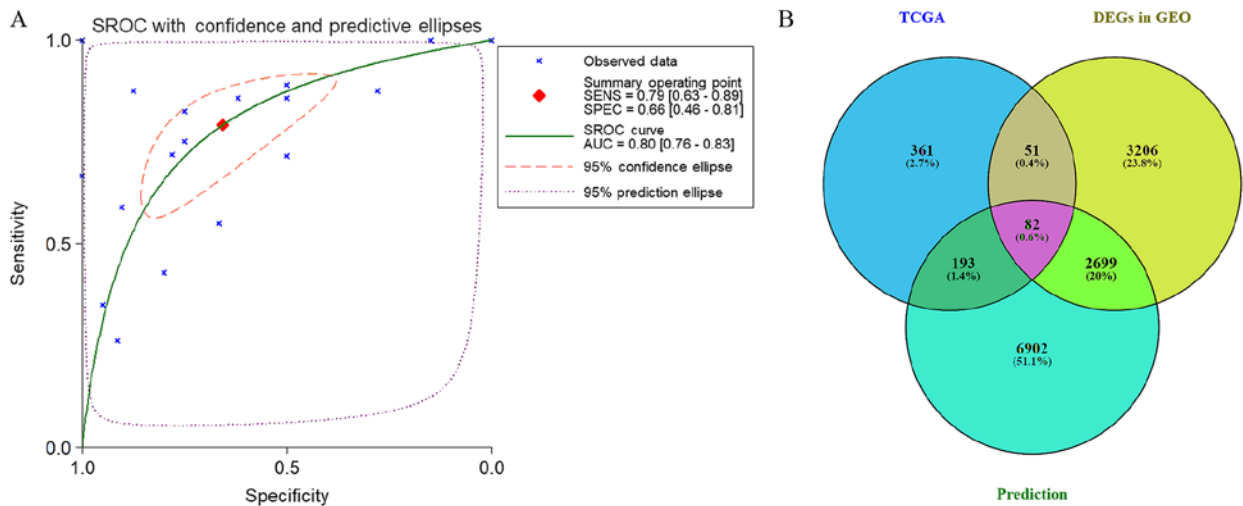 A
SROC with confidence and predictive ellipses
1.0
0.5
0.0
Sensitivity
1.0
0.5
0.0
Specificity
Observed data
Summary operating point
SENS = 0.79 [0.63 - 0.89]
SPEC = 0.66 [0.46 - 0.81]
SROC curve
AUC = 0.80 [0.76 - 0.83]
95% confidence ellipse
95% prediction ellipse
B
TCGA
DEGs in GEO
361
(2.7%)
51
(0.4%)
3206
(23.8%)
82
(0.6%)
193
(1.4%)
2699
(20%)
6902
(51.1%)
Prediction